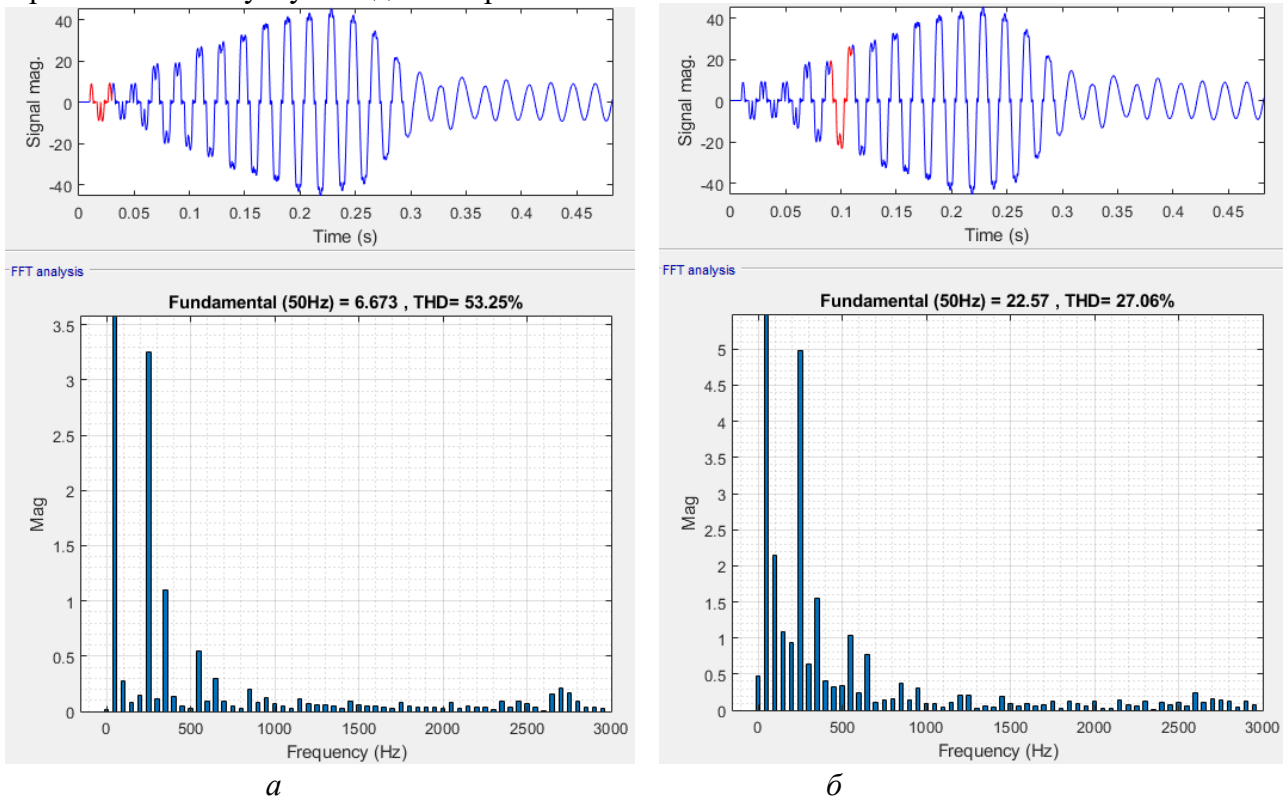 40
20
0
-20
-40
Signal mag.
0 0.05 0.1 0.15 0.2 0.25 0.3 0.35 0.4 0.45
Time (s)
FFT analysis
Fundamental (50Hz) = 6.673 , THD= 53.25%
3.5
3
2.5
2
1.5
1
0.5
0
Mag
0 500 1000 1500 2000 2500 3000
Frequency (Hz)
а
40
20
0
-20
-40
Signal mag.
0 0.05 0.1 0.15 0.2 0.25 0.3 0.35 0.4 0.45
Time (s)
FFT analysis
Fundamental (50Hz) = 22.57 , THD= 27.06%
5
4.5
4
3.5
3
2.5
2
1.5
1
0.5
0
Mag
0 500 1000 1500 2000 2500 3000
Frequency (Hz)
б